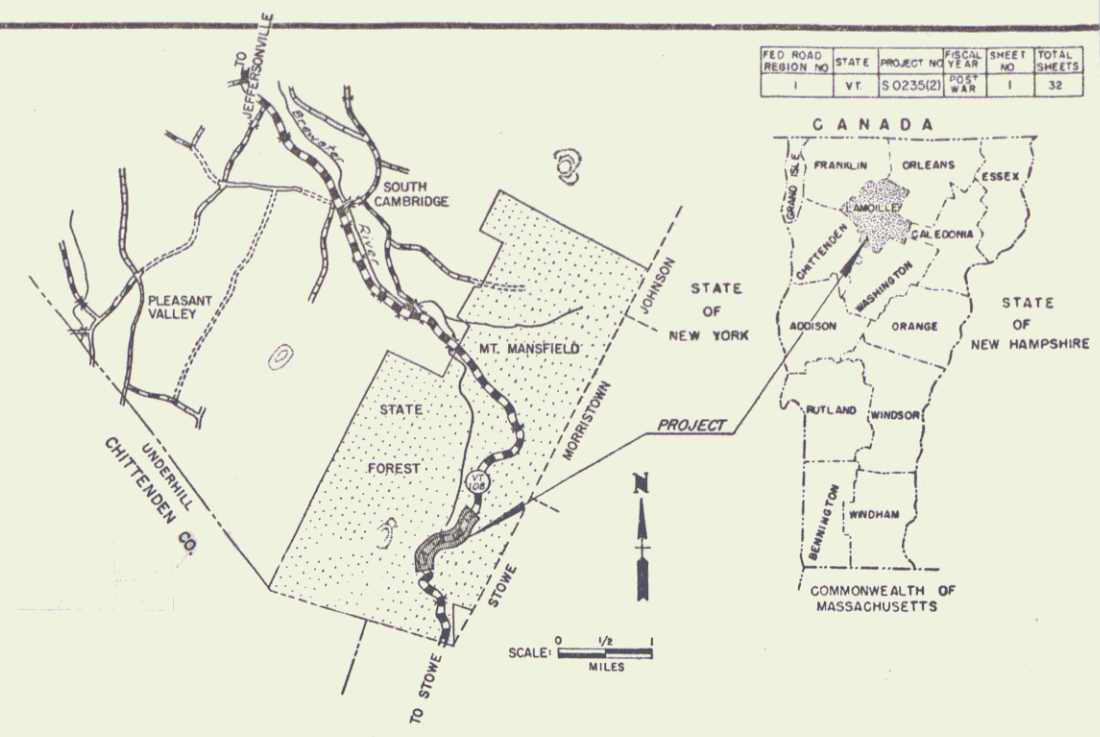 FED ROAD REGION NO STATE PROJECT NO FISCAL YEAR SHEET NO TOTAL SHEETS
1 VT. S 0235(2) POST WAR 1 32
TO JEFFERSONVILLE
Brewster
River
SOUTH
CAMBRIDGE
PLEASANT
VALLEY
MT. MANSFIELD
STATE
FOREST
VT
108
UNDERHILL
CHITTENDEN CO.
JOHNSON
MORRISTOWN
STOWE
TO STOWE
PROJECT
N
SCALE:
0 1/2 1
MILES
CANADA
GRAND ISLE
FRANKLIN
ORLEANS
ESSEX
LAMOILLE
CALEDONIA
CHITTENDEN
WASHINGTON
ADDISON
ORANGE
RUTLAND
WINDSOR
BENNINGTON
WINDHAM
STATE
OF
NEW YORK
STATE
OF
NEW HAMPSHIRE
COMMONWEALTH OF
MASSACHUSETTS